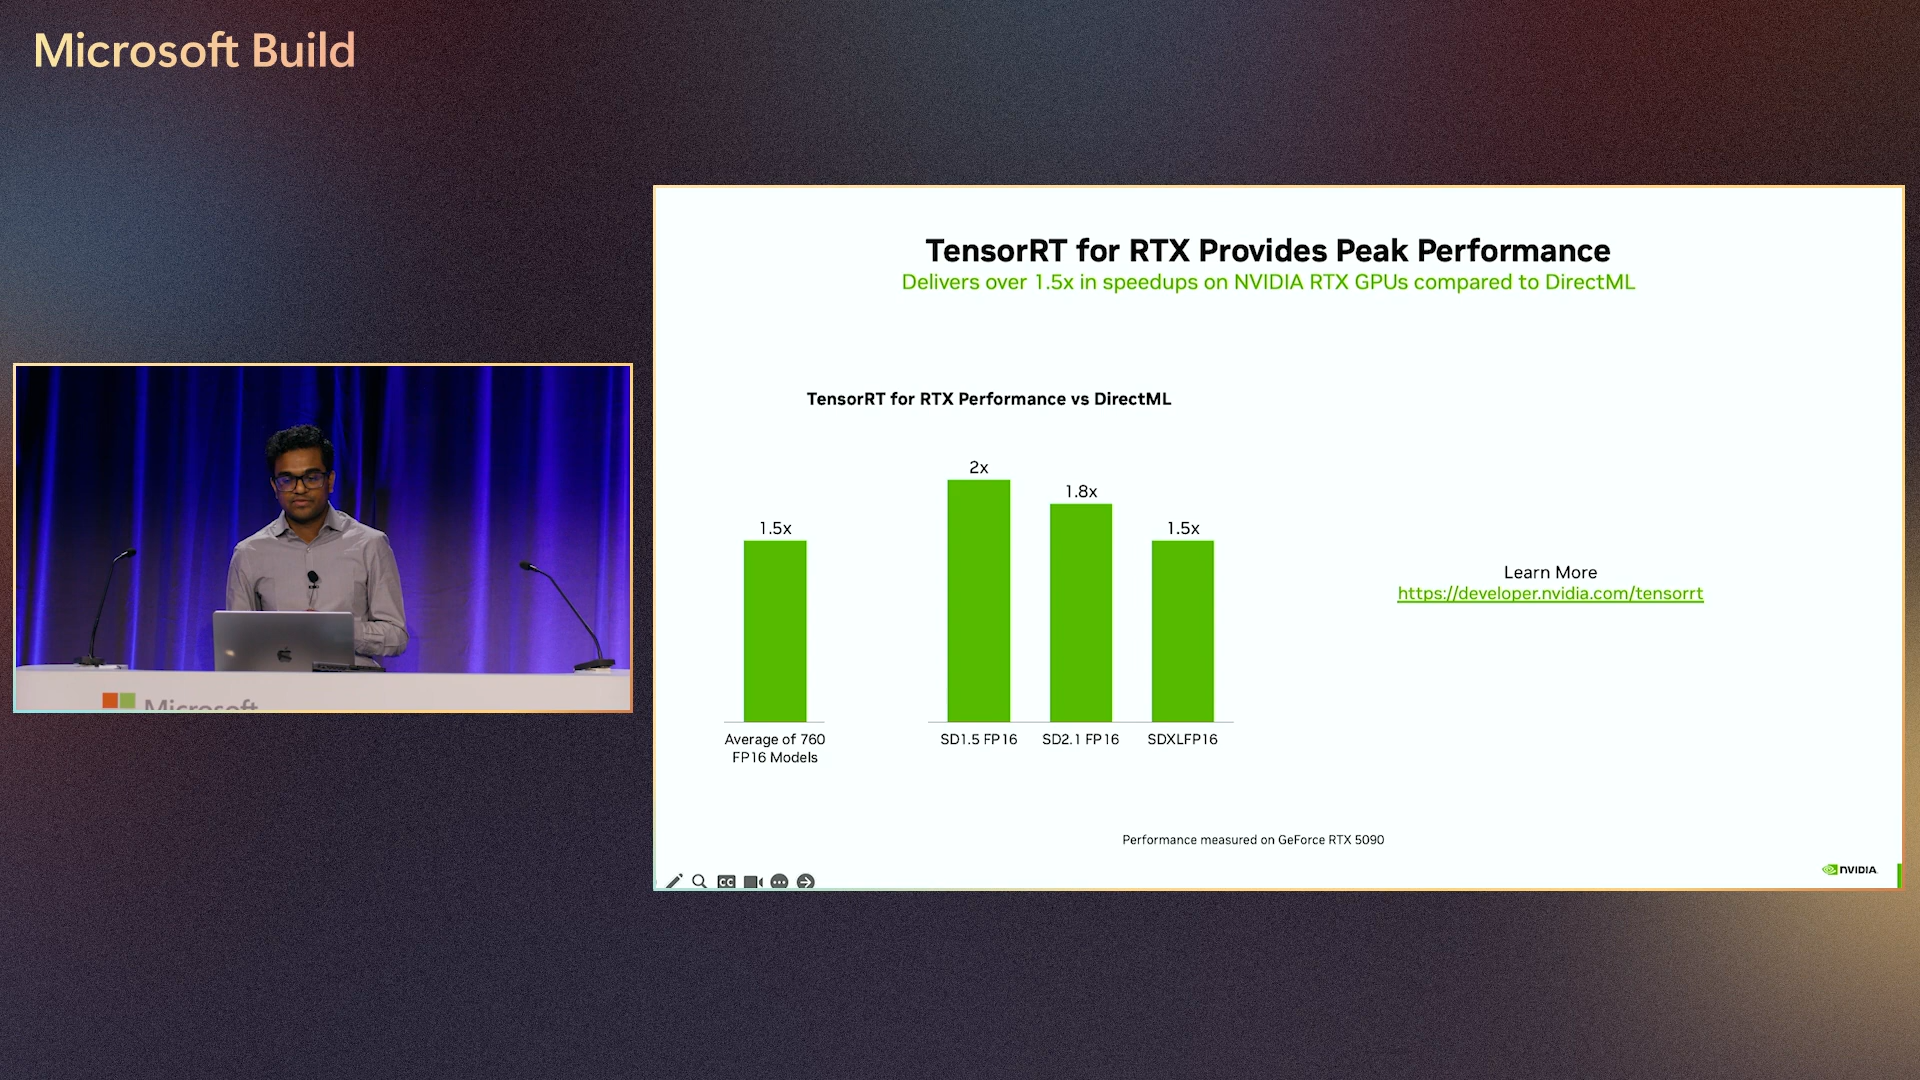 Microsoft Build
TensorRT for RTX Provides Peak Performance
Delivers over 1.5x in speedups on NVIDIA RTX GPUs compared to DirectML
TensorRT for RTX Performance vs DirectML
2x
1.8x
1.5x
1.5x
Average of 760
FP16 Models
SD1.5 FP16
SD2.1 FP16
SDXLFP16
Learn More
https://developer.nvidia.com/tensorrt
Performance measured on GeForce RTX 5090
CC
NVIDIA
Microsoft